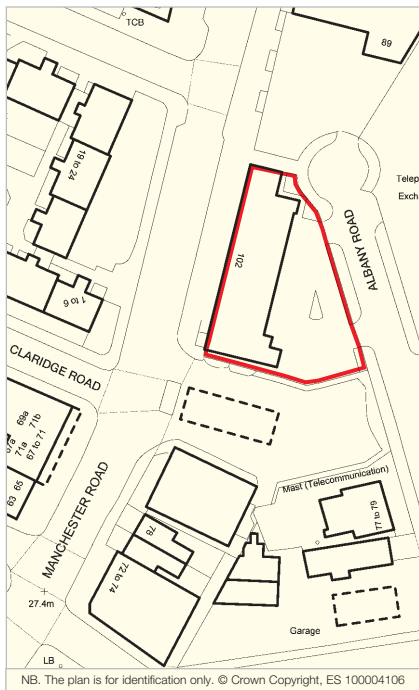 TCB
89
19 to 24
Telep
Exch
102
ALBANY ROAD
1 to 6
CLARIDGE ROAD
69a
71b
67a
71a
67 to 71
63 65
MANCHESTER ROAD
Mast (Telecommunication)
77 to 79
78
72 to 74
27.4m
Garage
LB
NB. The plan is for identification only. © Crown Copyright, ES 100004106